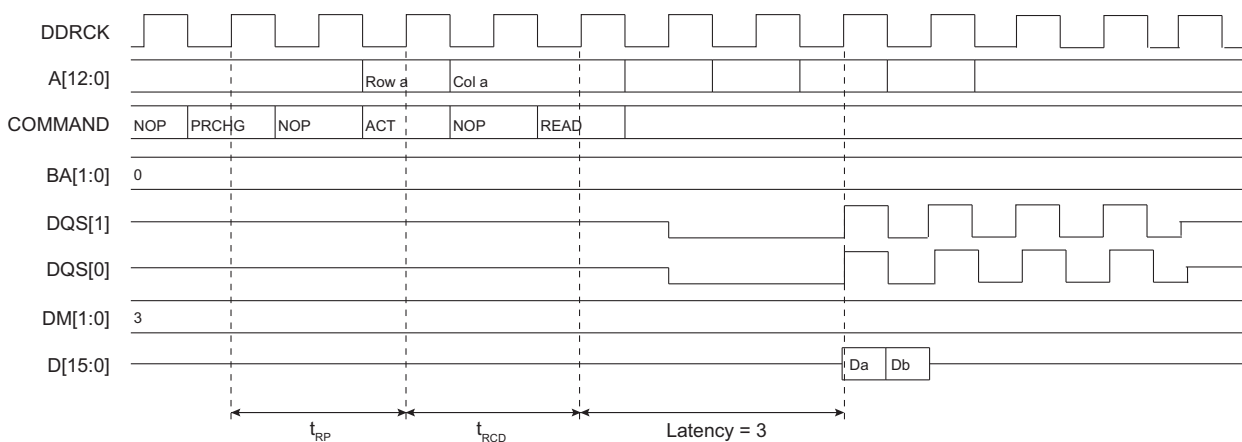 DDRCK
A[12:0] Row a Col a
COMMAND NOP PRCHG NOP ACT NOP READ
BA[1:0] 0
DQS[1]
DQS[0]
DM[1:0] 3
D[15:0] Da Db
tRP tRCD Latency = 3